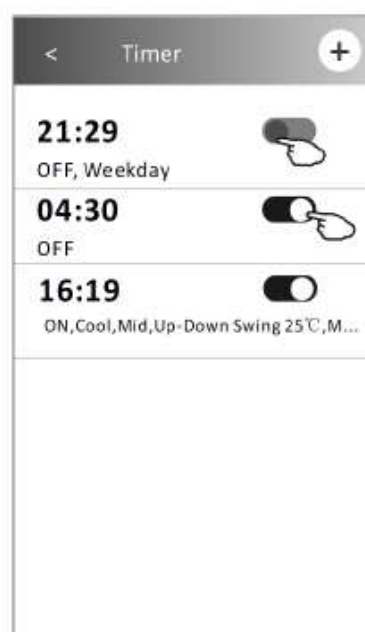 < Timer +
21:29
OFF, Weekday
04:30
OFF
16:19
ON,Cool,Mid,Up-Down Swing 25℃,M...